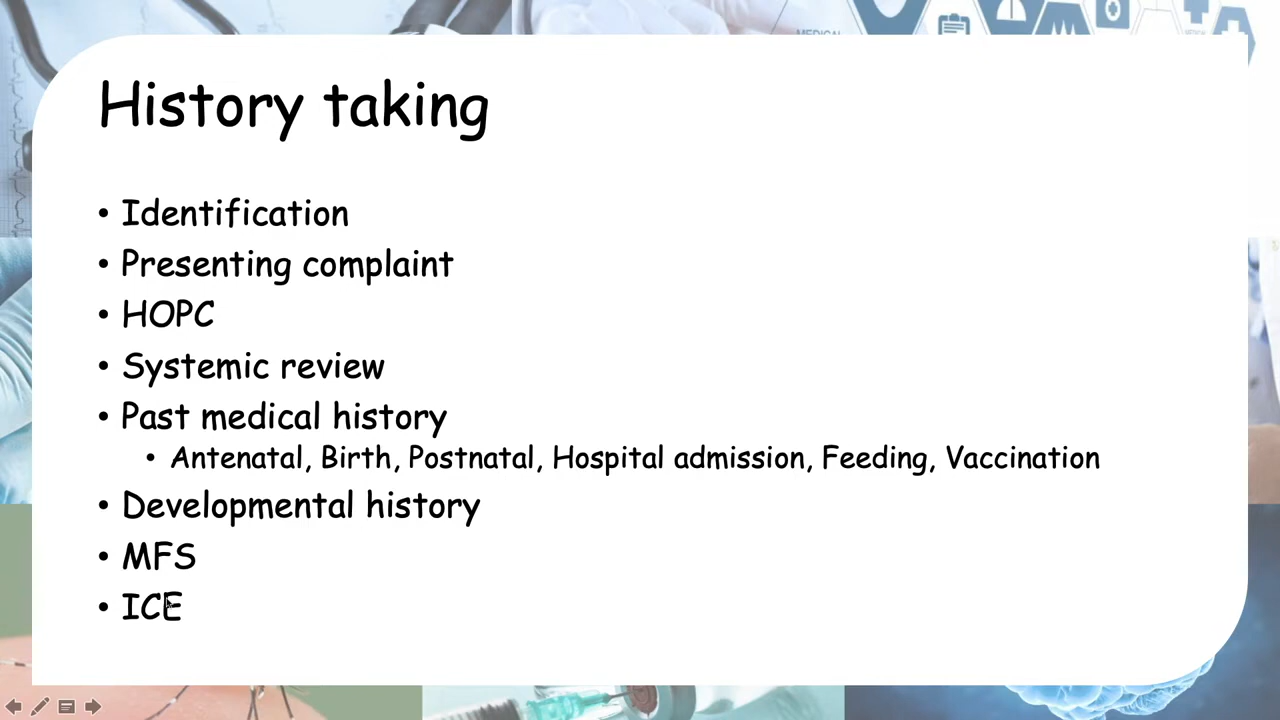 MEDICAL
History taking
• Identification
• Presenting complaint
• HOPC
• Systemic review
• Past medical history
• Antenatal, Birth, Postnatal, Hospital admission, Feeding, Vaccination
• Developmental history
• MFS
• ICE